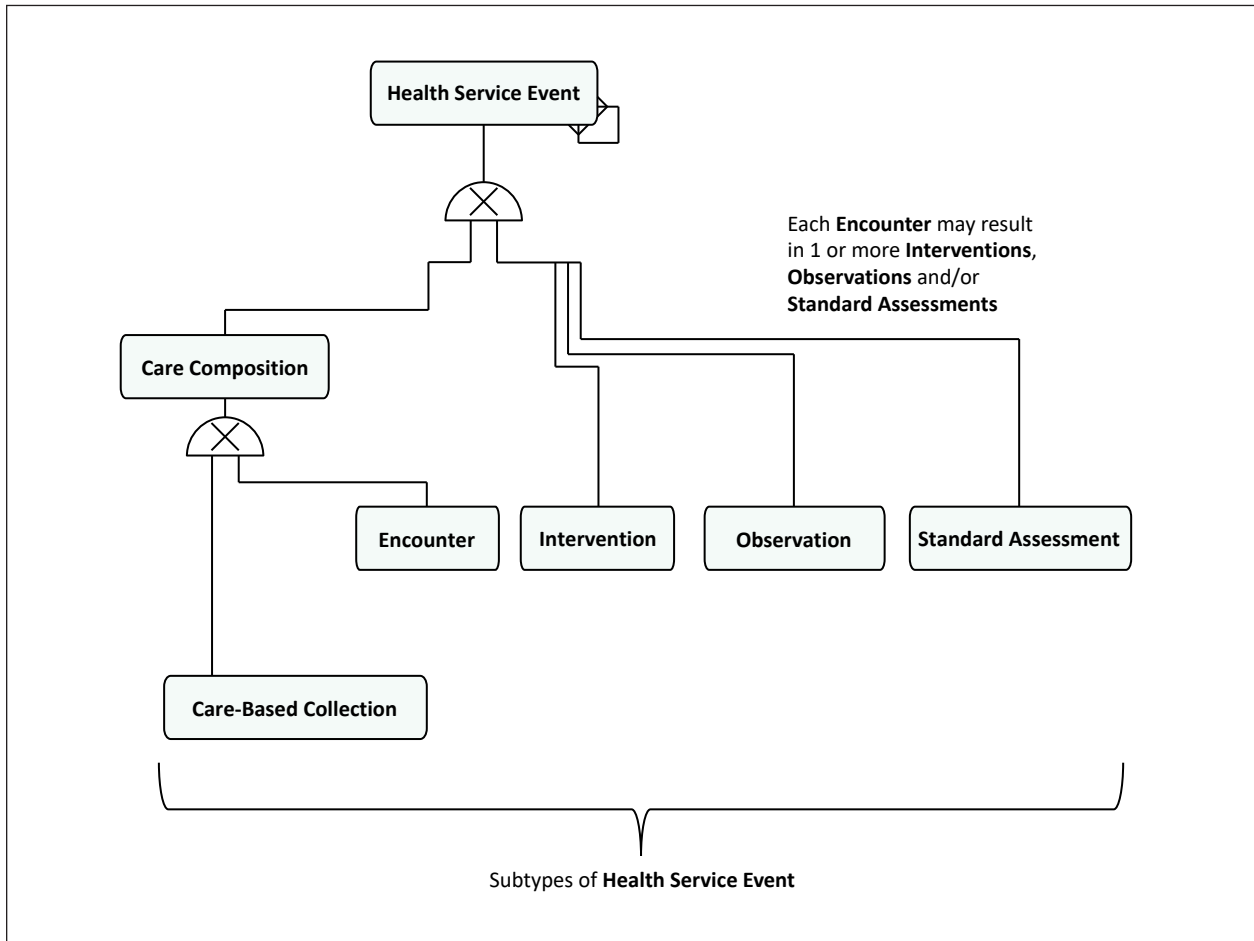 Health Service Event
Each Encounter may result
in 1 or more Interventions,
Observations and/or
Standard Assessments
Care Composition
Encounter
Intervention
Observation
Standard Assessment
Care-Based Collection
Subtypes of Health Service Event